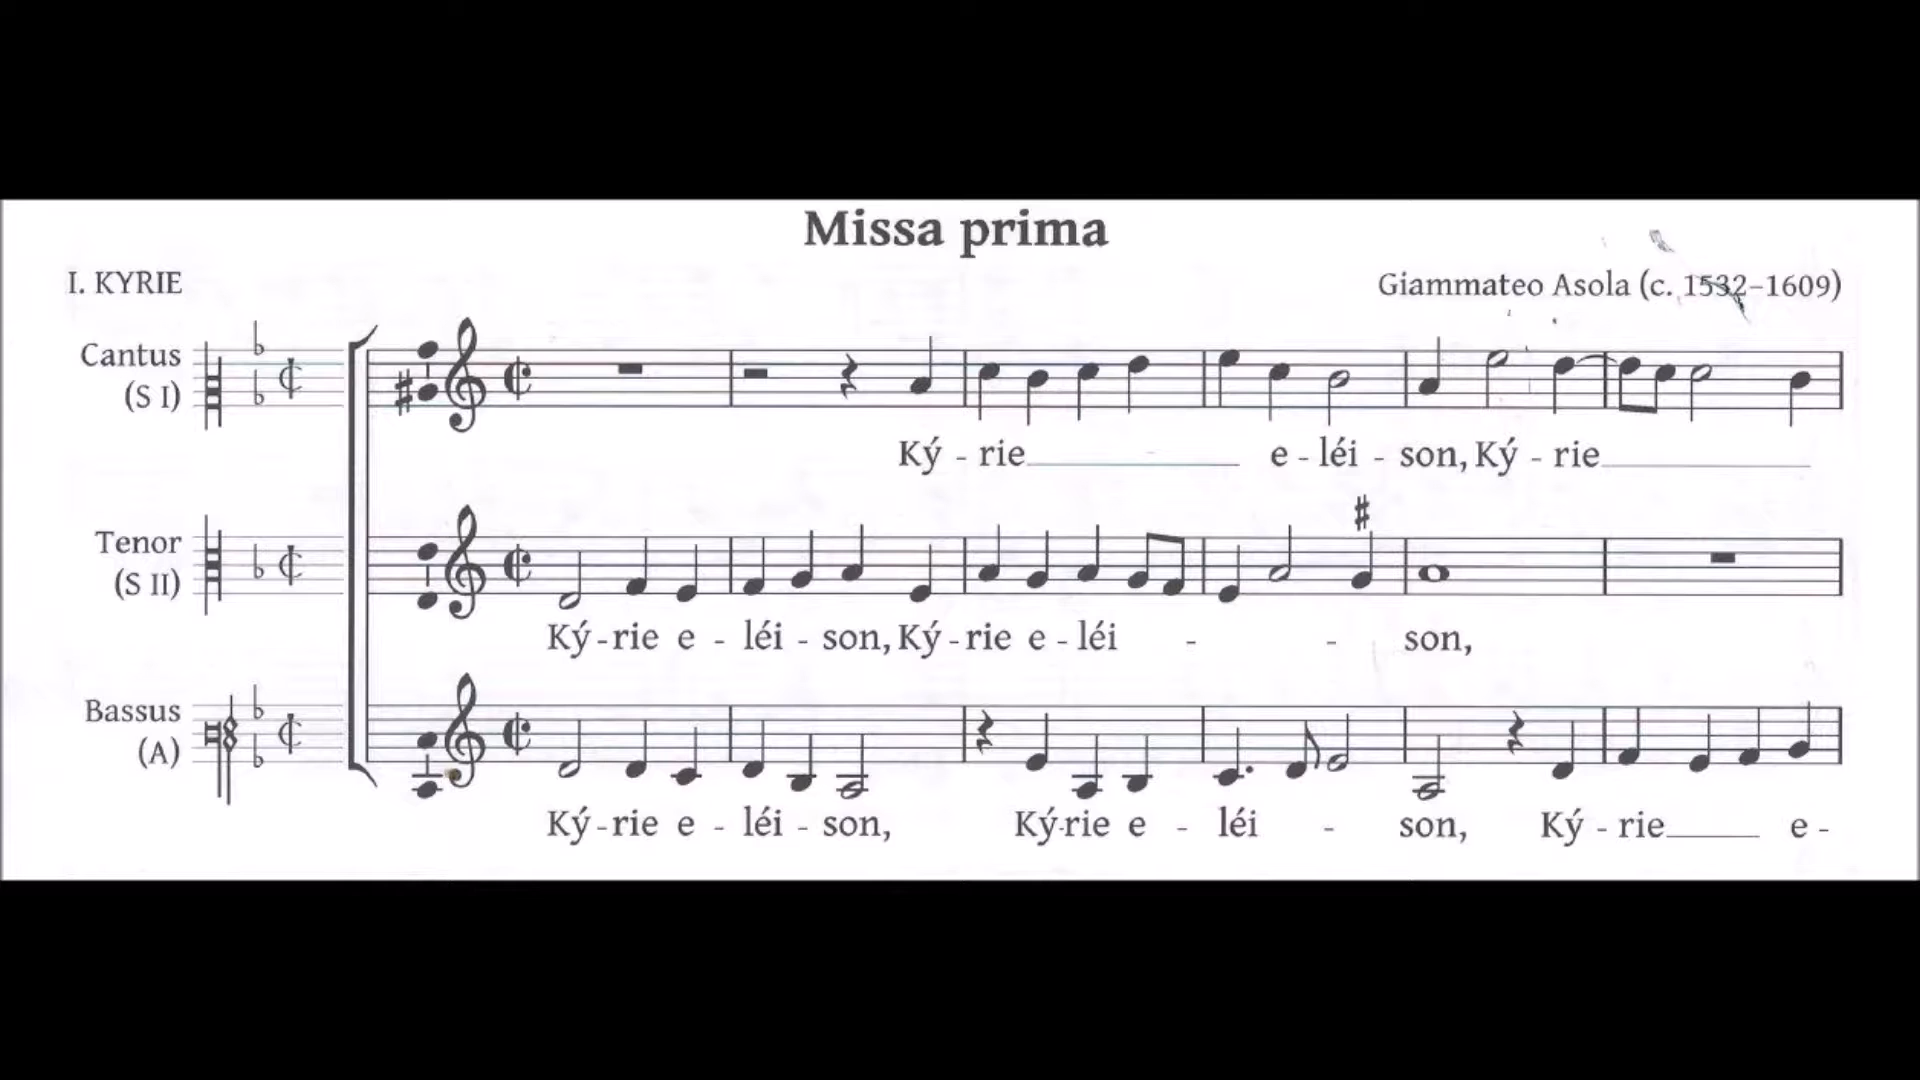 Missa prima
I. KYRIE
Giammateo Asola (c. 1532–1609)
Cantus
(S I)
Ký - rie e - léi - son, Ký - rie
Tenor
(S II)
Ký - rie e - léi - son, Ký - rie e - léi - - son,
Bassus
(A)
Ký - rie e - léi - son, Ký - rie e - léi - son, Ký - rie e -